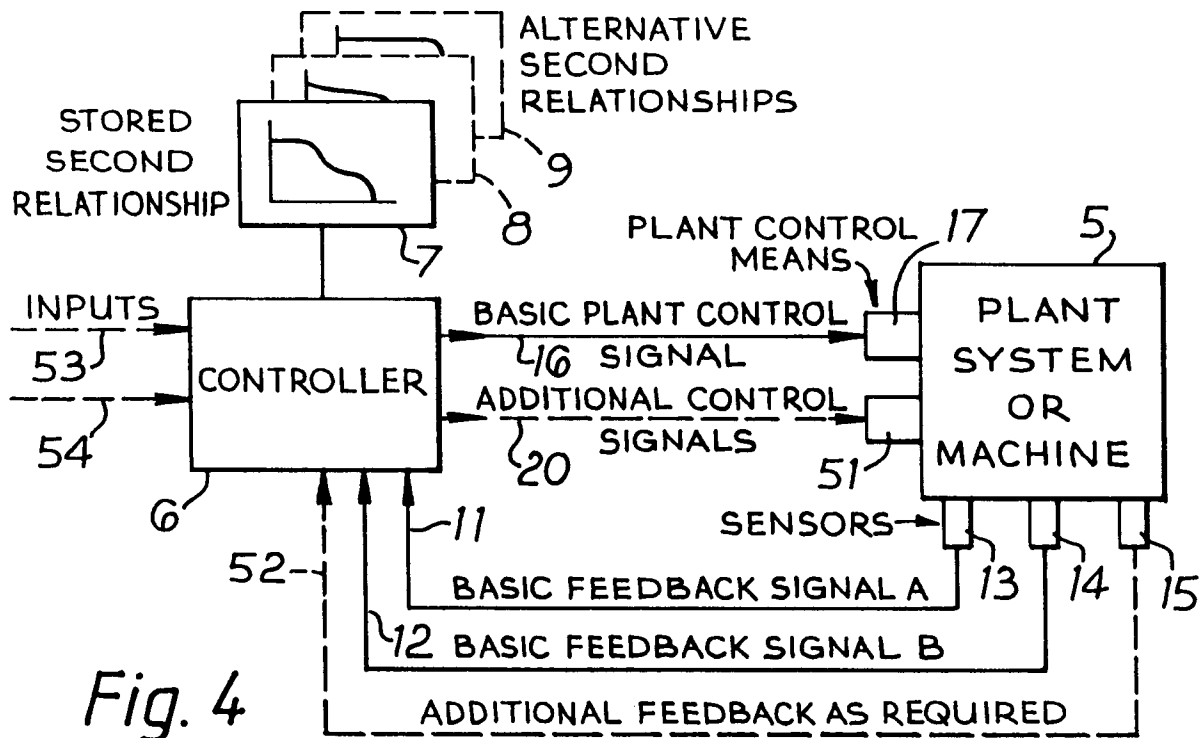 ALTERNATIVE
SECOND
RELATIONSHIPS
9
8
STORED
SECOND
RELATIONSHIP
7
PLANT CONTROL
MEANS
17
5
INPUTS
53
54
CONTROLLER
6
BASIC PLANT CONTROL
16 SIGNAL
ADDITIONAL CONTROL
20 SIGNALS
51
PLANT
SYSTEM
OR
MACHINE
SENSORS
13
14
15
11
52
BASIC FEEDBACK SIGNAL A
12 BASIC FEEDBACK SIGNAL B
ADDITIONAL FEEDBACK AS REQUIRED
Fig. 4